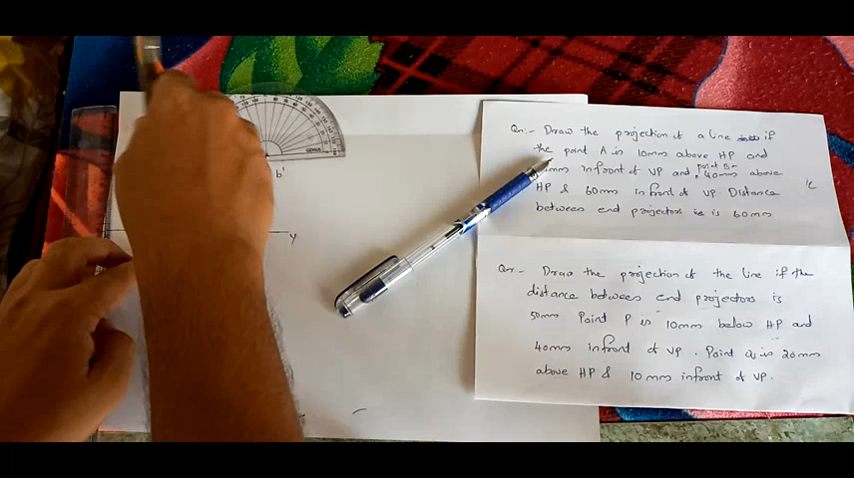 b'
y
Qn:- Draw the projection of a line if
the point A is 10mm above HP and
mm infront of VP and point B 40mm above
HP & 60mm infront of VP. Distance
between end projectors is 60mm
Qn:- Draw the projection of the line if the
distance between end projectors is
50mm Point P is 10mm below HP and
40mm infront of VP. Point Q is 20mm
above HP & 10mm infront of VP.